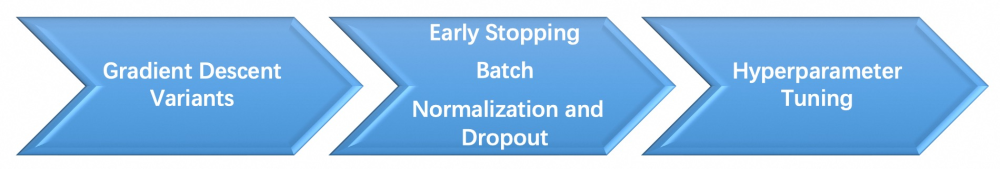 Gradient Descent
Variants
Early Stopping
Batch
Normalization and
Dropout
Hyperparameter
Tuning